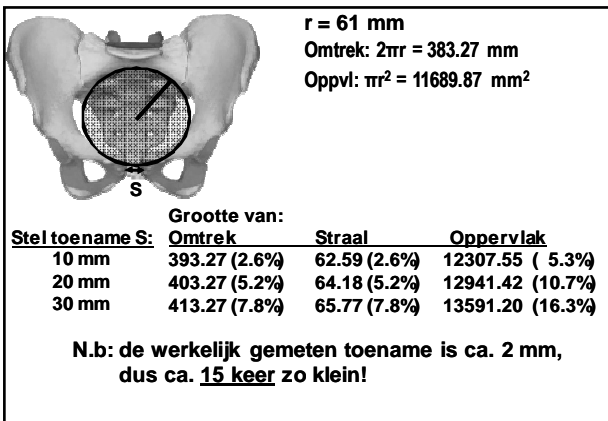 r = 61 mm
Omtrek: 2πr = 383.27 mm
Oppvl: πr² = 11689.87 mm²
S
Grootte van:
Stel toename S: Omtrek Straal Oppervlak
10 mm 393.27 (2.6%) 62.59 (2.6%) 12307.55 ( 5.3%)
20 mm 403.27 (5.2%) 64.18 (5.2%) 12941.42 (10.7%)
30 mm 413.27 (7.8%) 65.77 (7.8%) 13591.20 (16.3%)
N.b: de werkelijk gemeten toename is ca. 2 mm,
dus ca. 15 keer zo klein!